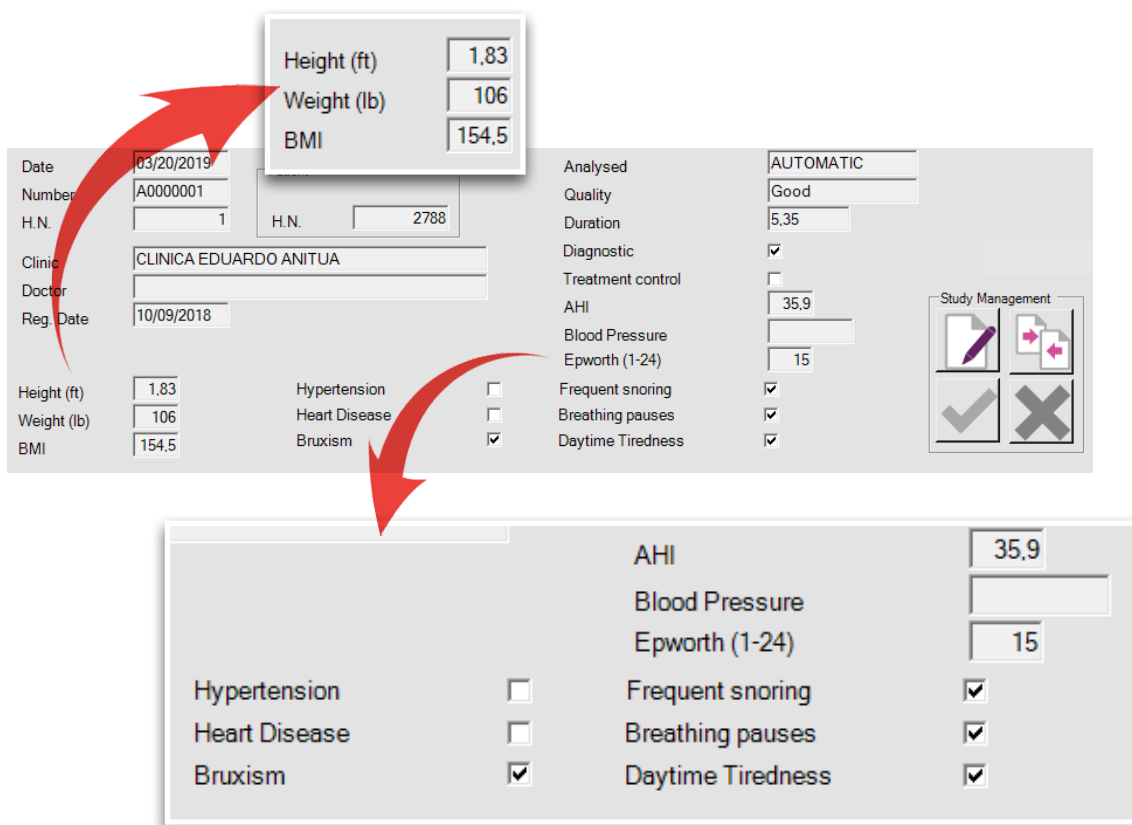 Height (ft) 1,83
Weight (lb) 106
BMI 154,5
Date 03/20/2019
Number A0000001
H.N. 1
H.N. 2788
Clinic CLINICA EDUARDO ANITUA
Doctor
Reg. Date 10/09/2018
Analysed AUTOMATIC
Quality Good
Duration 5,35
Diagnostic
Treatment control
AHI 35,9
Blood Pressure
Epworth (1-24) 15
Study Management
Height (ft) 1,83
Weight (lb) 106
BMI 154,5
Hypertension
Heart Disease
Bruxism
Frequent snoring
Breathing pauses
Daytime Tiredness
AHI 35,9
Blood Pressure
Epworth (1-24) 15
Hypertension
Heart Disease
Bruxism
Frequent snoring
Breathing pauses
Daytime Tiredness